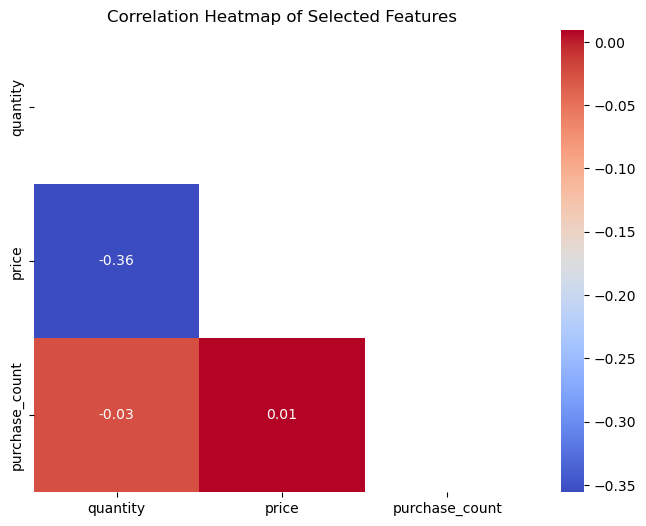 Correlation Heatmap of Selected Features
quantity
price
purchase_count
-0.36
-0.03 0.01
quantity price purchase_count
0.00
−0.05
−0.10
−0.15
−0.20
−0.25
−0.30
−0.35